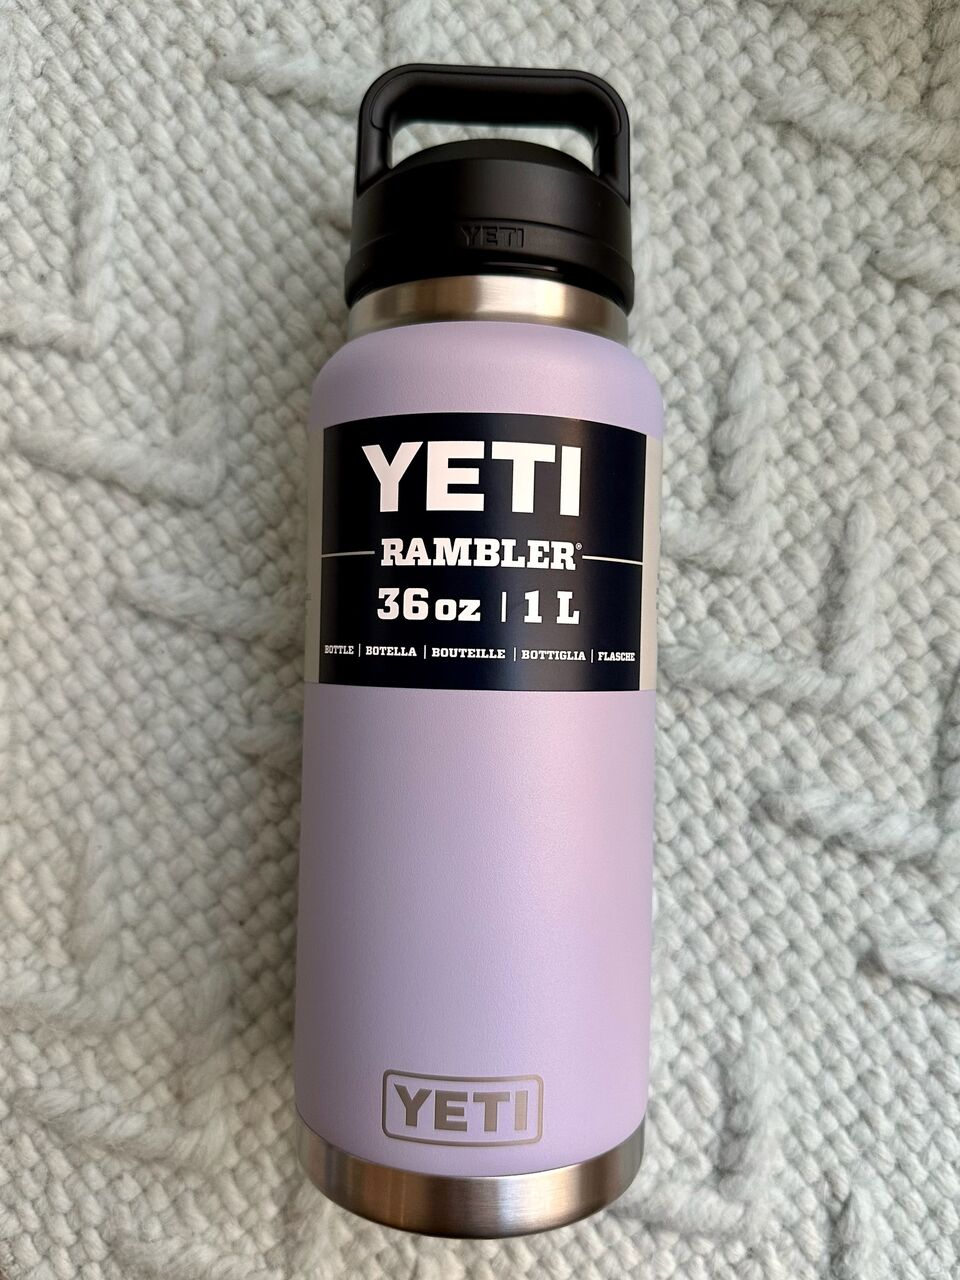 YETI
YETI
RAMBLER®
36 oz | 1 L
BOTTLE | BOTELLA | BOUTEILLE | BOTTIGLIA | FLASCHE
YETI